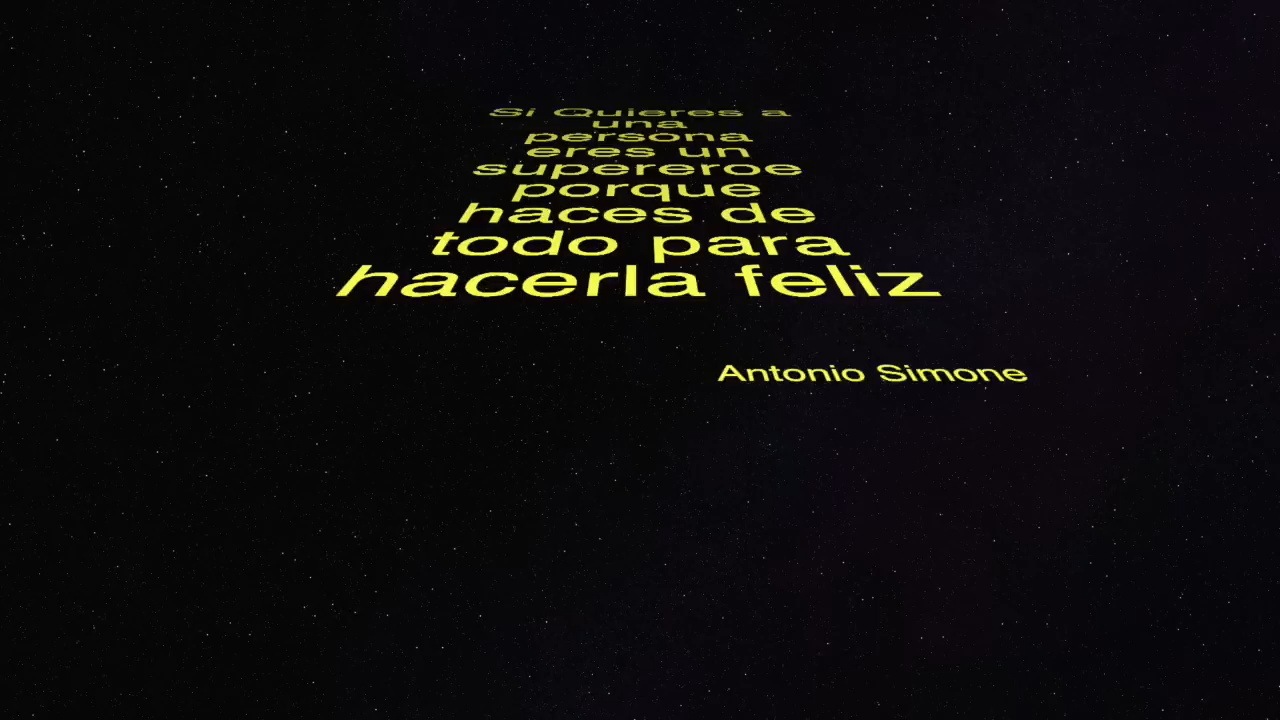 Si Quieres a
una
persona
eres un
supereroe
porque
haces de
todo para
hacerla feliz
Antonio Simone